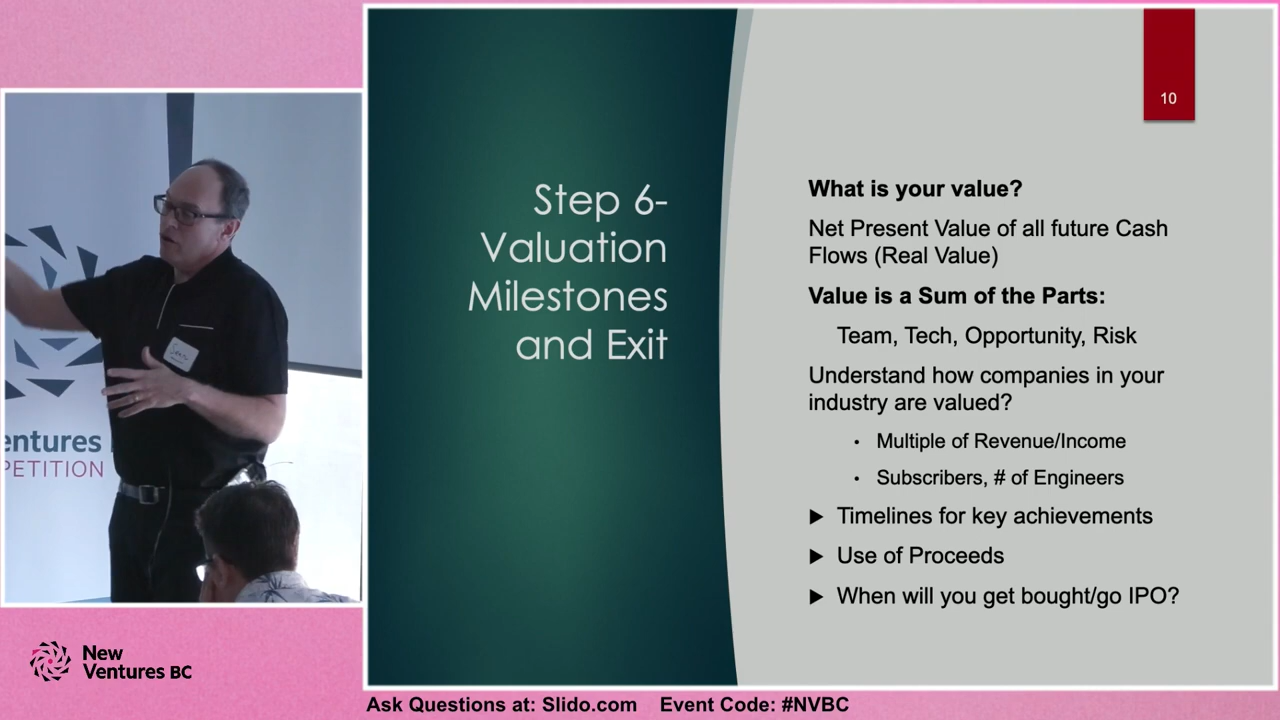 10
Step 6-
Valuation
Milestones
and Exit
What is your value?
Net Present Value of all future Cash
Flows (Real Value)
Value is a Sum of the Parts:
Team, Tech, Opportunity, Risk
Understand how companies in your
industry are valued?
• Multiple of Revenue/Income
• Subscribers, # of Engineers
▶ Timelines for key achievements
▶ Use of Proceeds
▶ When will you get bought/go IPO?
entures
PETITION
New
Ventures BC
Ask Questions at: Slido.com Event Code: #NVBC